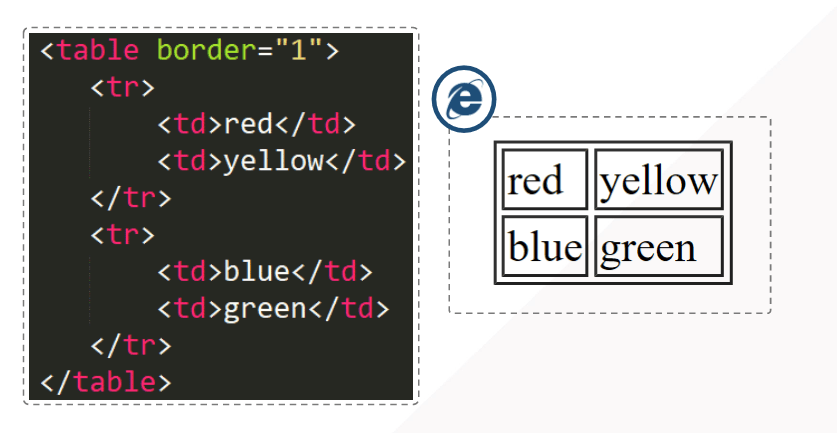 <table border="1">
<tr>
<td>red</td>
<td>yellow</td>
</tr>
<tr>
<td>blue</td>
<td>green</td>
</tr>
</table>
red yellow
blue green